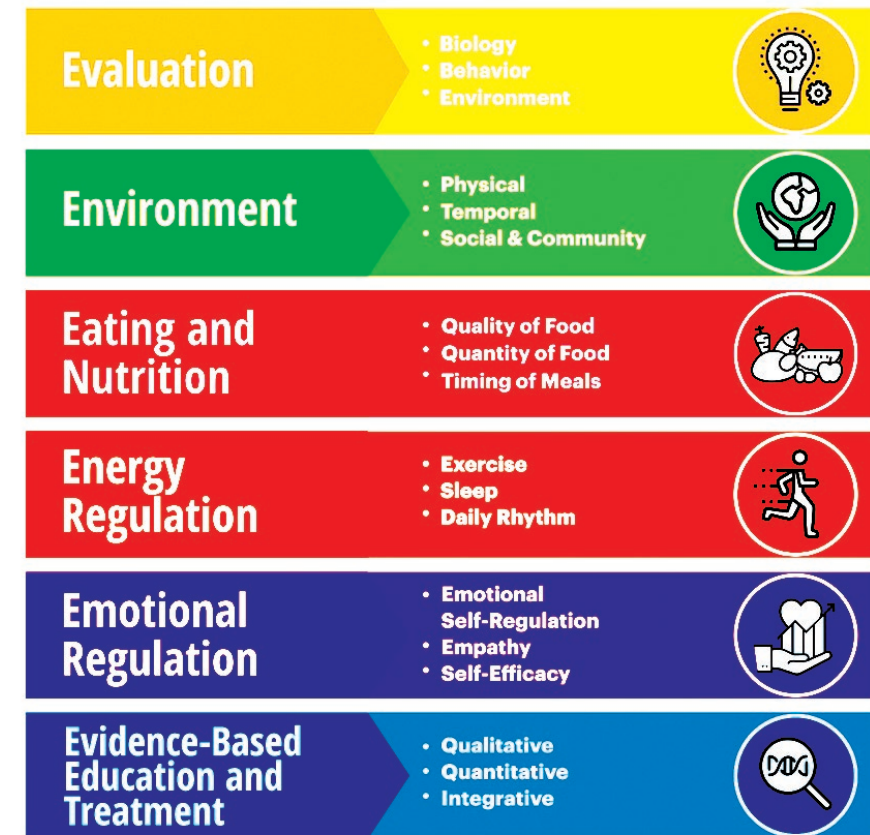 Evaluation
• Biology
• Behavior
• Environment
Environment
• Physical
• Temporal
• Social & Community
Eating and
Nutrition
• Quality of Food
• Quantity of Food
• Timing of Meals
Energy
Regulation
• Exercise
• Sleep
• Daily Rhythm
Emotional
Regulation
• Emotional
Self-Regulation
• Empathy
• Self-Efficacy
Evidence-Based
Education and
Treatment
• Qualitative
• Quantitative
• Integrative